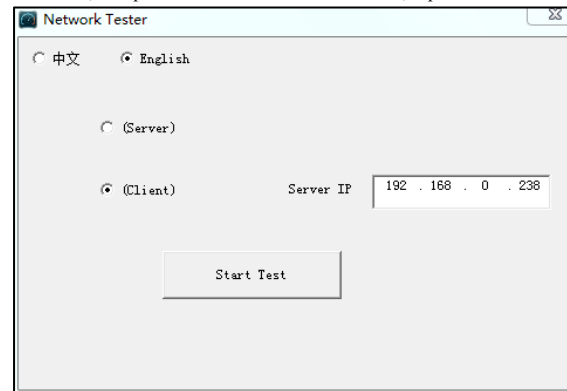 Network Tester
中文 English
(Server)
(Client) Server IP 192 . 168 . 0 . 238
Start Test